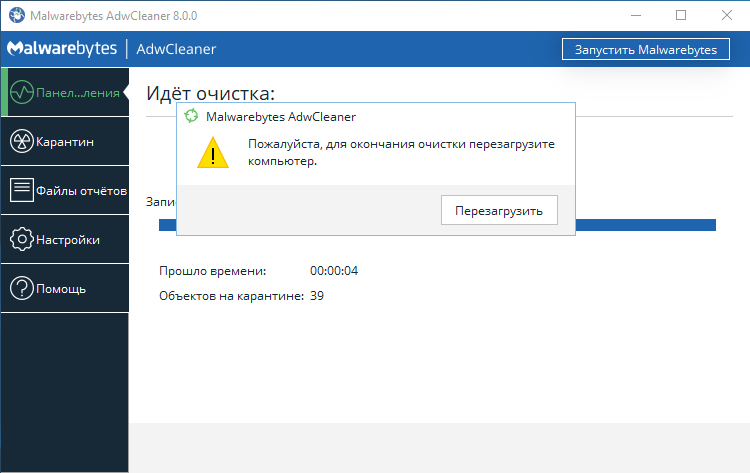 Malwarebytes AdwCleaner 8.0.0
Malwarebytes AdwCleaner
Запустить Malwarebytes
Панел...ления
Карантин
Файлы отчётов
Настройки
Помощь
Идёт очистка:
Malwarebytes AdwCleaner
Пожалуйста, для окончания очистки перезагрузите
компьютер.
Перезагрузить
Прошло времени: 00:00:04
Объектов на карантине: 39